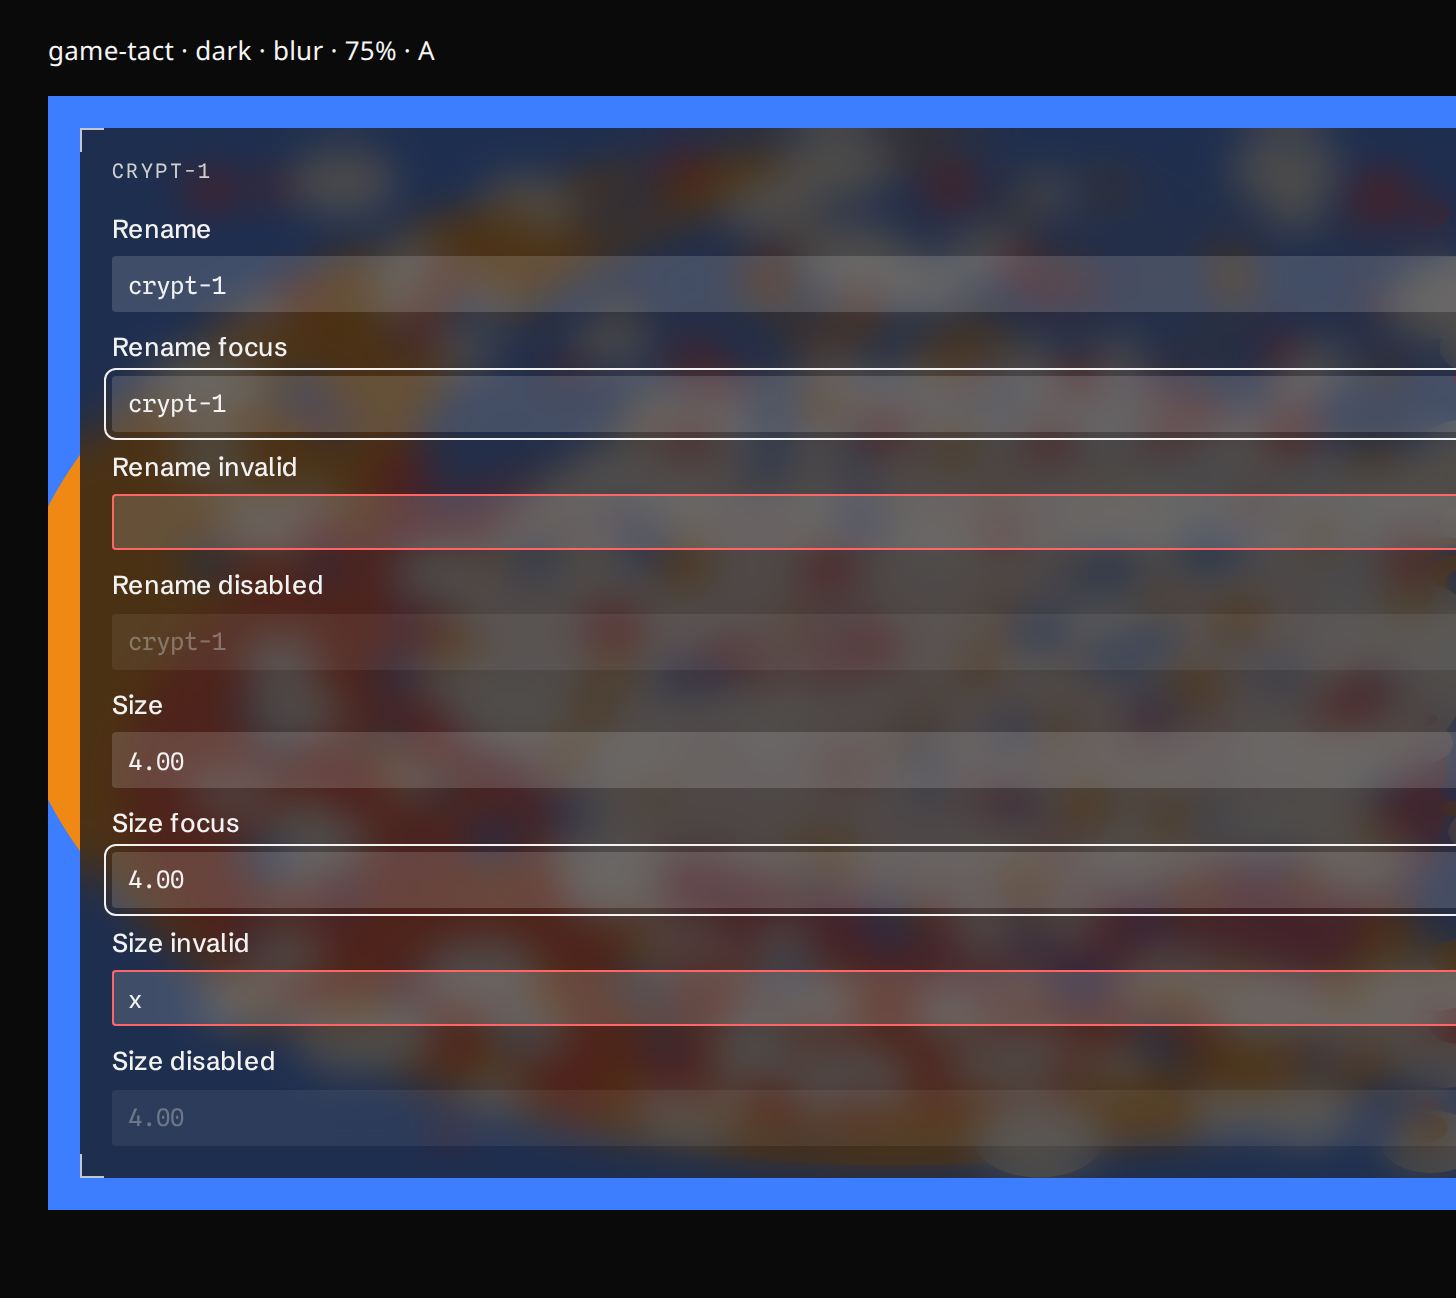 game-tact · dark · blur · 75% · A
CRYPT-1
Rename
crypt-1
Rename focus
crypt-1
Rename invalid
Rename disabled
crypt-1
Size
4.00
Size focus
4.00
Size invalid
x
Size disabled
4.00